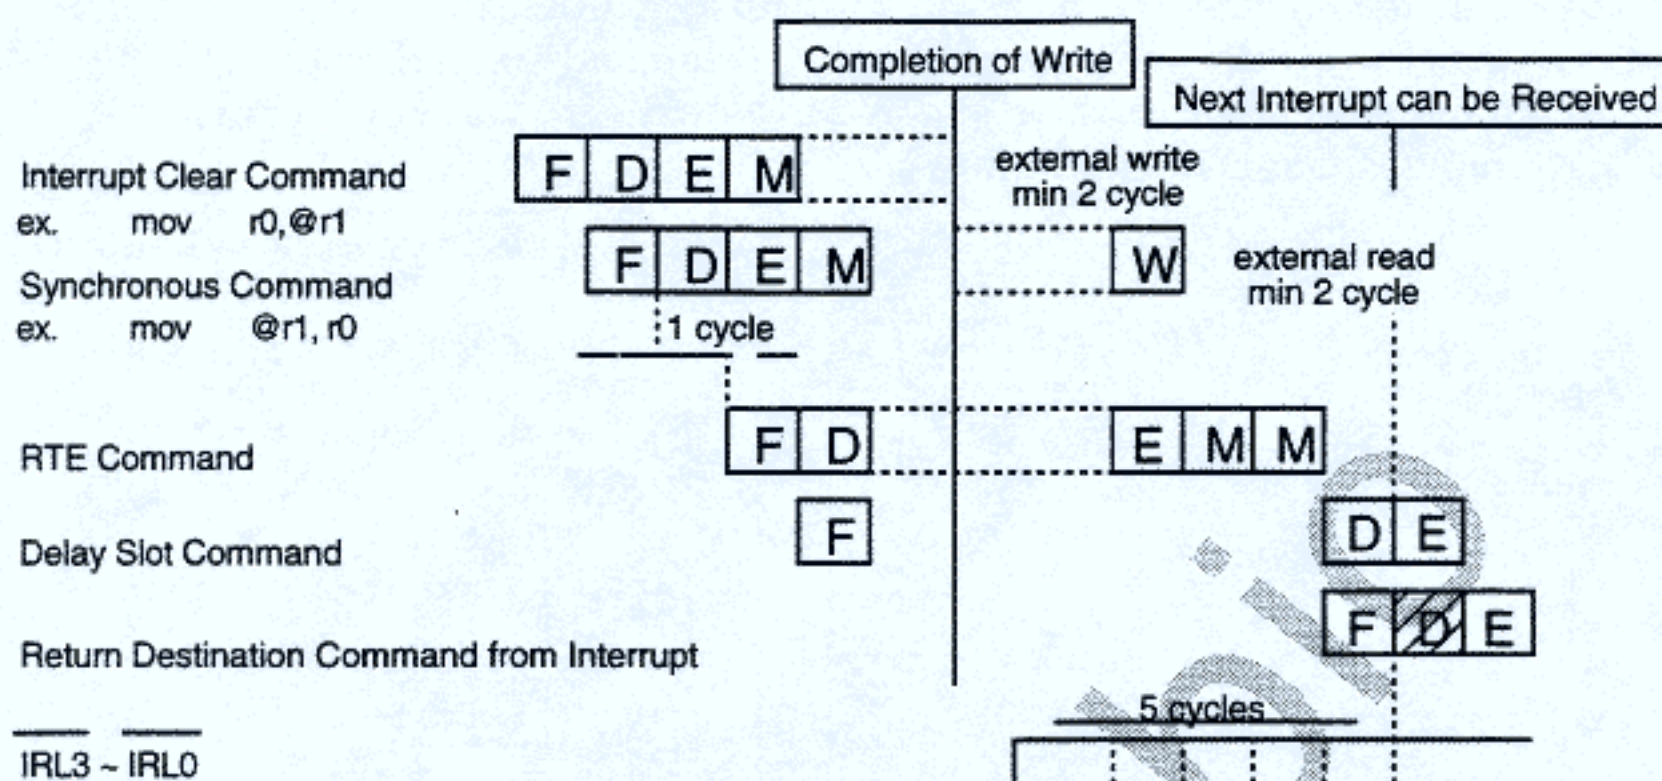 Completion of Write
Next Interrupt can be Received
Interrupt Clear Command
F D E M
external write
min 2 cycle
ex. mov r0,@r1
Synchronous Command
F D E M
W
external read
min 2 cycle
ex. mov @r1, r0
1 cycle
RTE Command
F D
E M M
Delay Slot Command
F
D E
Return Destination Command from Interrupt
F D E
5 cycles
IRL3 ~ IRL0